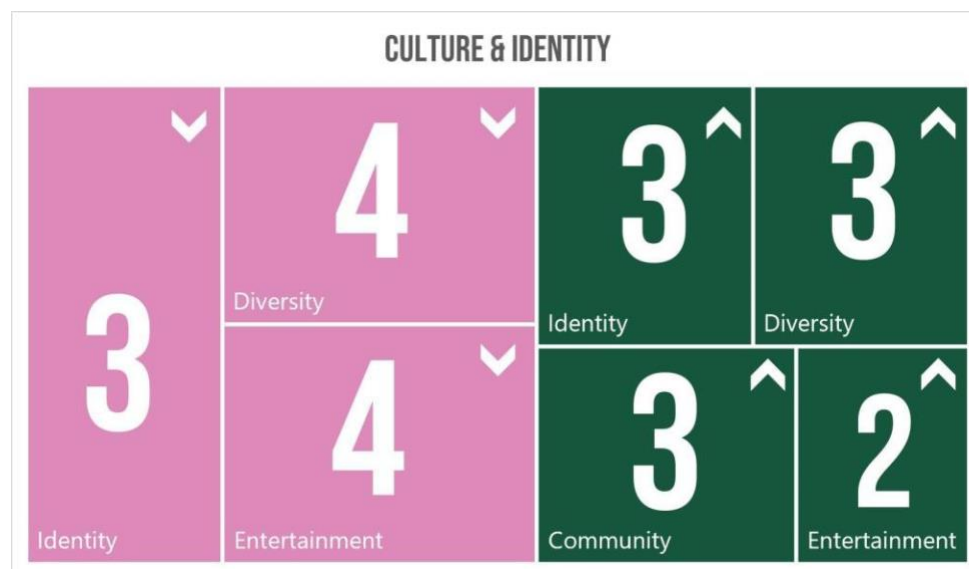 CULTURE & IDENTITY
3
Identity
4
Diversity
4
Entertainment
3
Identity
3
Diversity
3
Community
2
Entertainment